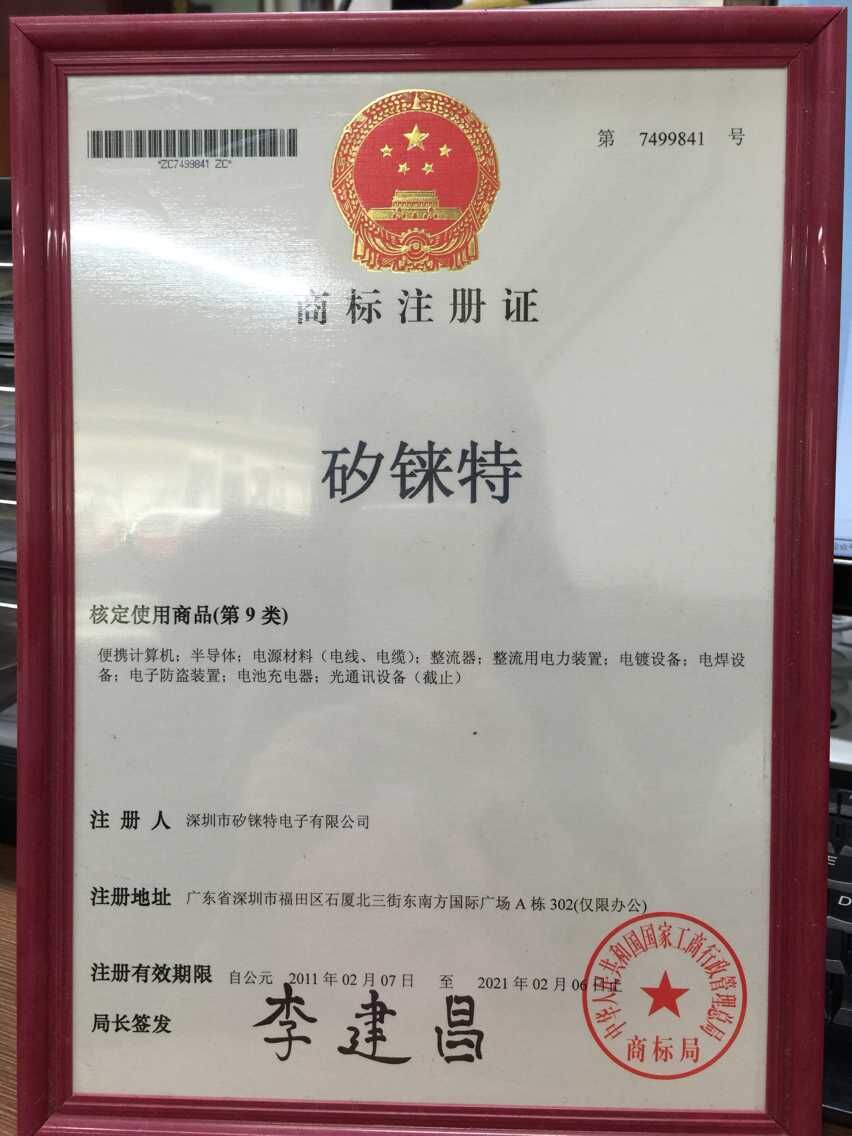 第 7499841 号
*ZC7499841 ZC*
商标注册证
矽铼特
核定使用商品(第 9 类)
便携计算机；半导体；电源材料（电线、电缆）；整流器；整流用电力装置；电镀设备；电焊设
备；电子防盗装置；电池充电器；光通讯设备（截止）
注 册 人 深圳市矽铼特电子有限公司
注册地址 广东省深圳市福田区石厦北三街东南方国际广场 A 栋 302(仅限办公)
注册有效期限 自公元 2011 年 02 月 07 日 至 2021 年 02 月 06 日止
局长签发 李建昌
中华人民共和国国家工商行政管理总局
商标局